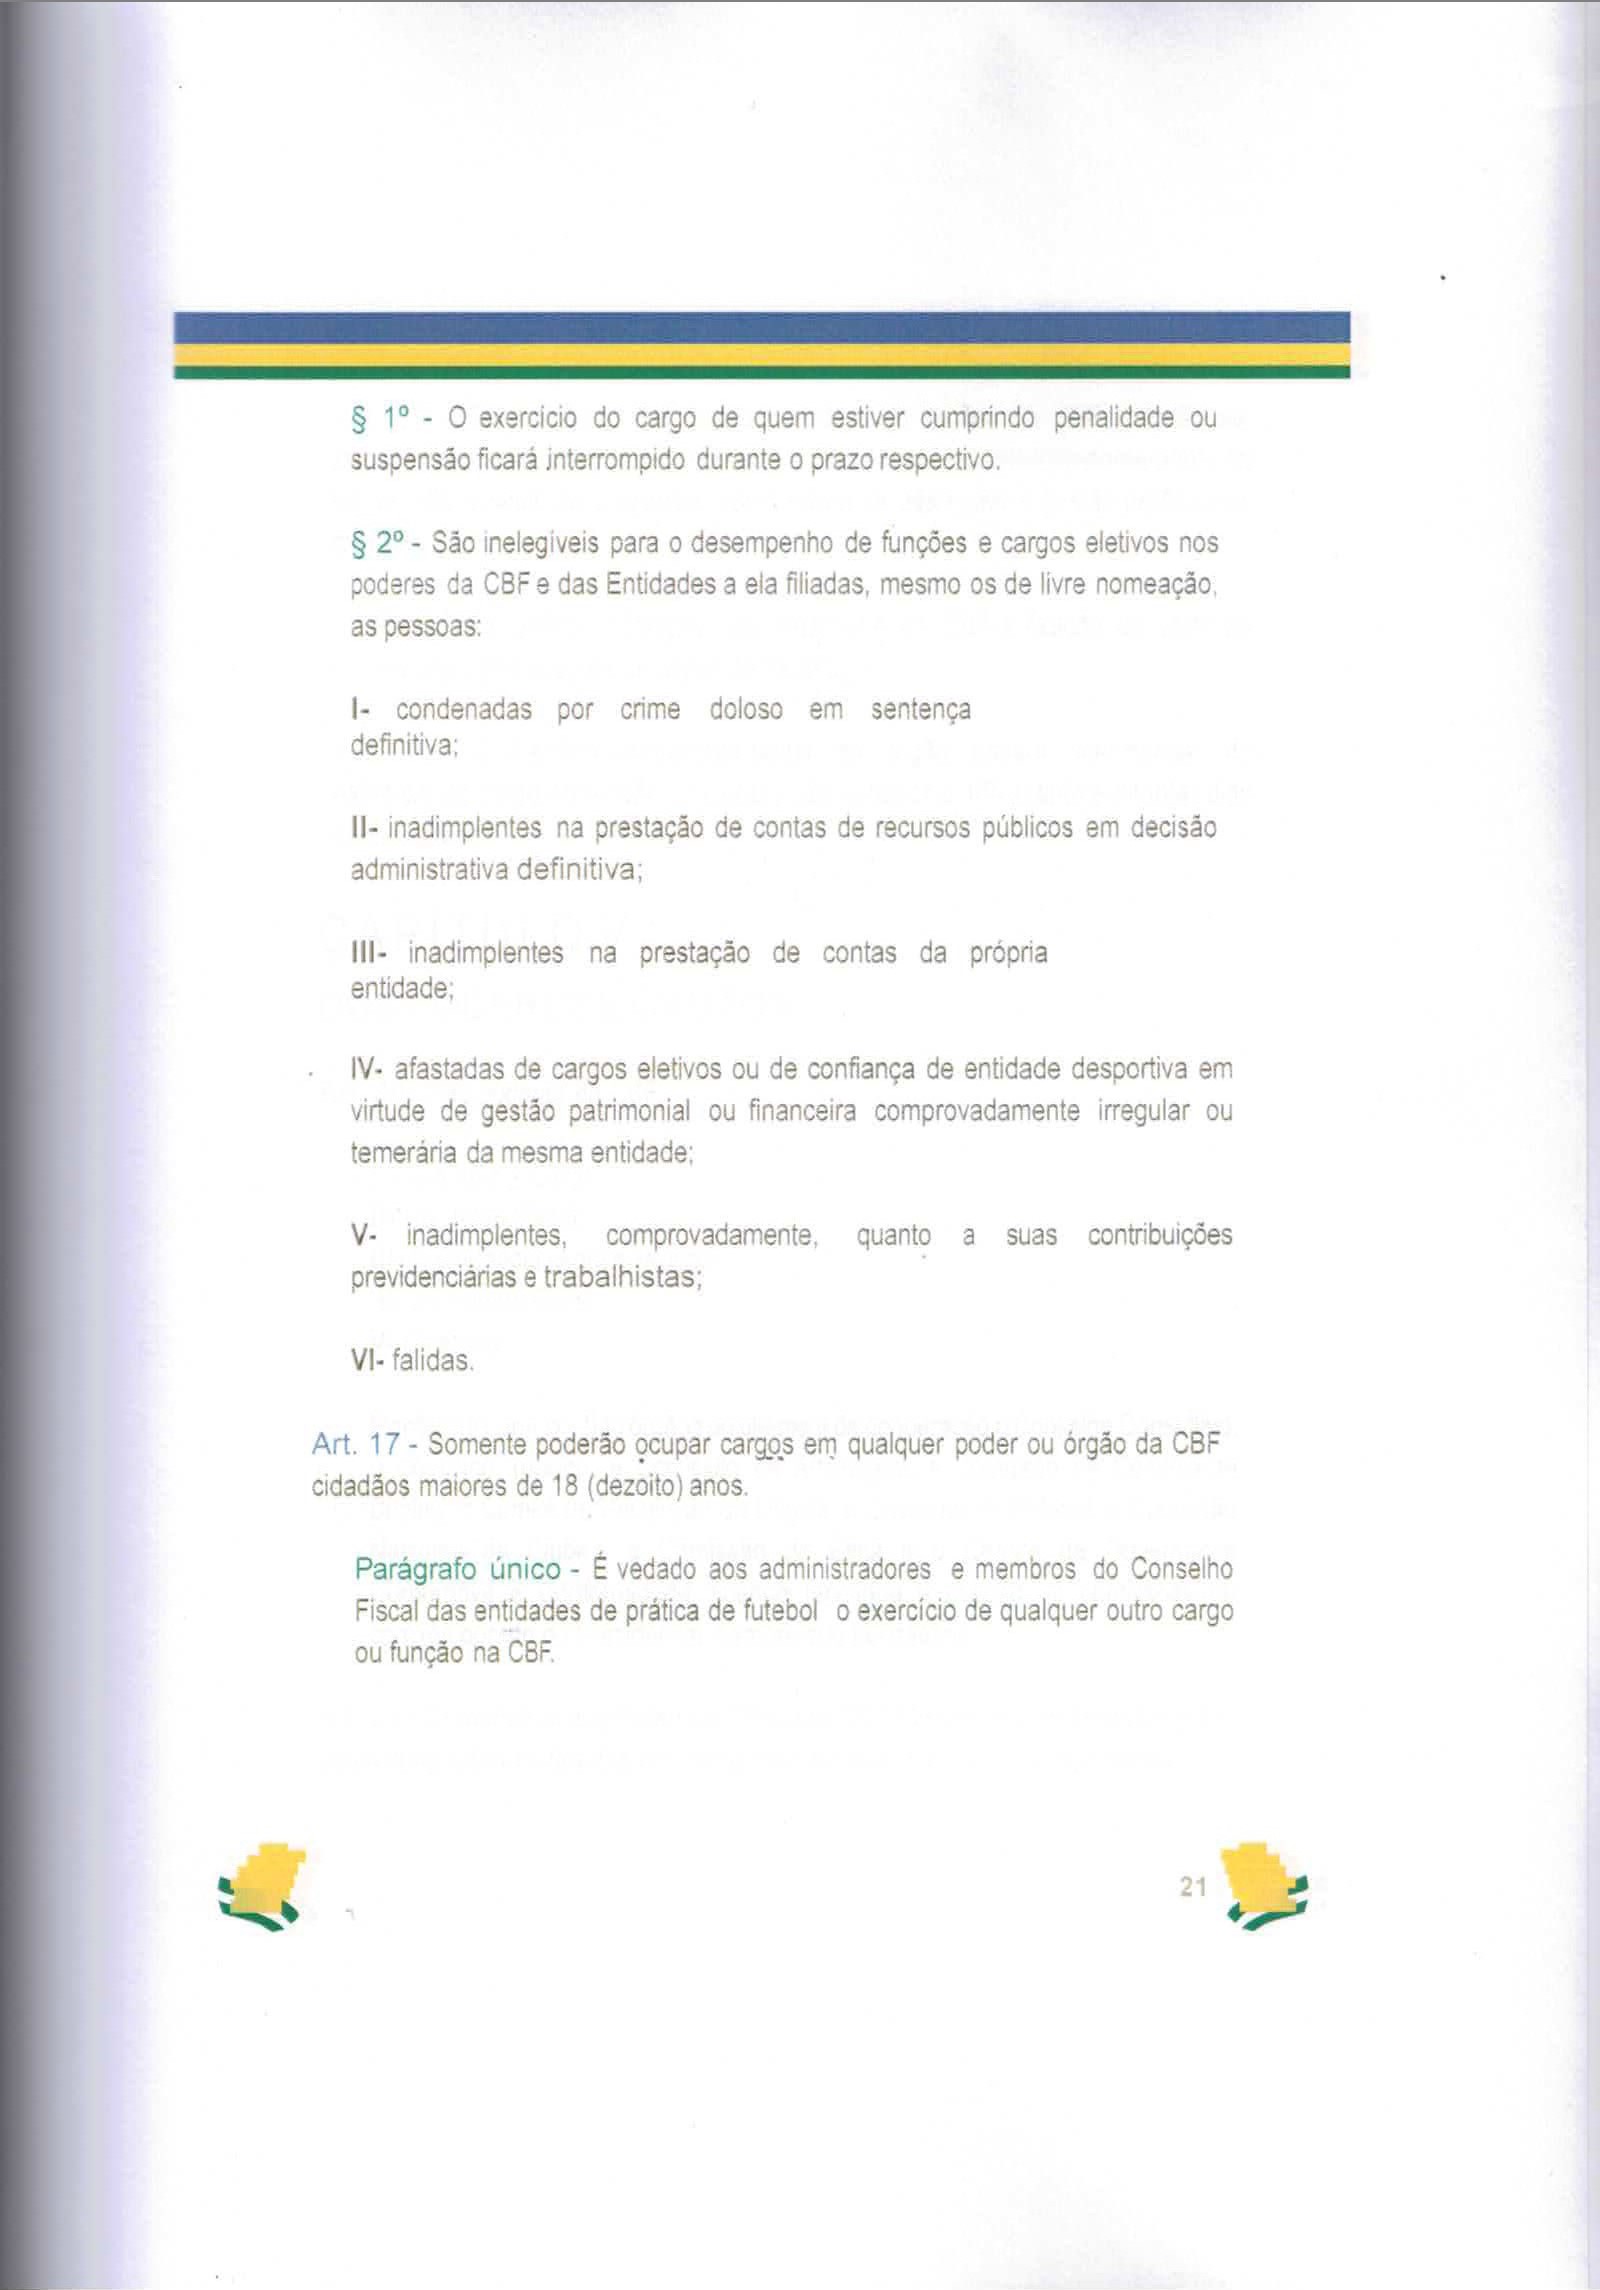 § 1º - O exercício do cargo de quem estiver cumprindo penalidade ou
suspensão ficará interrompido durante o prazo respectivo.
§ 2º - São inelegíveis para o desempenho de funções e cargos eletivos nos
poderes da CBF e das Entidades a ela filiadas, mesmo os de livre nomeação,
as pessoas:
I- condenadas por crime doloso em sentença
definitiva;
II- inadimplentes na prestação de contas de recursos públicos em decisão
administrativa definitiva;
III- inadimplentes na prestação de contas da própria
entidade;
IV- afastadas de cargos eletivos ou de confiança de entidade desportiva em
virtude de gestão patrimonial ou financeira comprovadamente irregular ou
temerária da mesma entidade;
V- inadimplentes, comprovadamente, quanto a suas contribuições
previdenciárias e trabalhistas;
VI- falidas.
Art. 17 - Somente poderão ocupar cargos em qualquer poder ou órgão da CBF
cidadãos maiores de 18 (dezoito) anos.
Parágrafo único - É vedado aos administradores e membros do Conselho
Fiscal das entidades de prática de futebol o exercício de qualquer outro cargo
ou função na CBF.
21